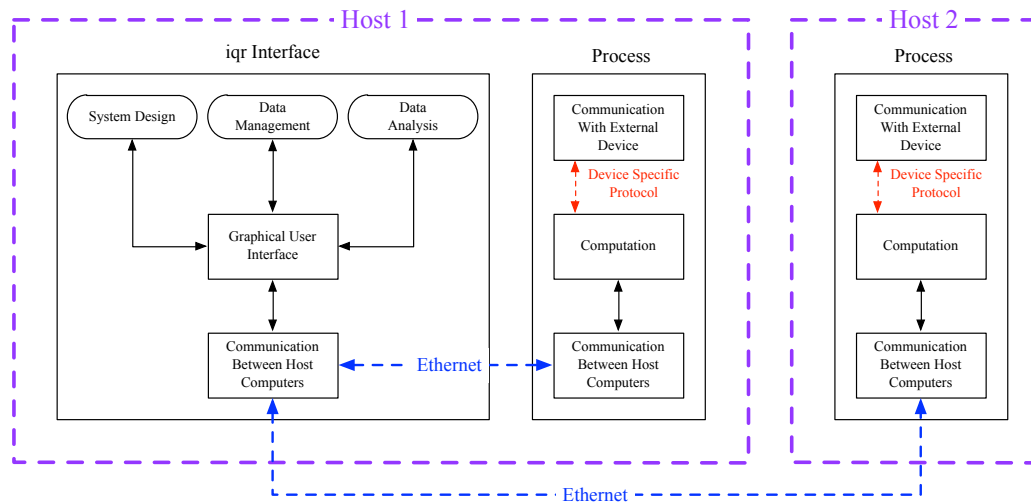 Host 1
Host 2
iqr Interface
Process
Process
System Design
Data
Management
Data
Analysis
Communication
With External
Device
Communication
With External
Device
Device Specific
Protocol
Device Specific
Protocol
Graphical User
Interface
Computation
Computation
Communication
Between Host
Computers
Ethernet
Communication
Between Host
Computers
Communication
Between Host
Computers
Ethernet